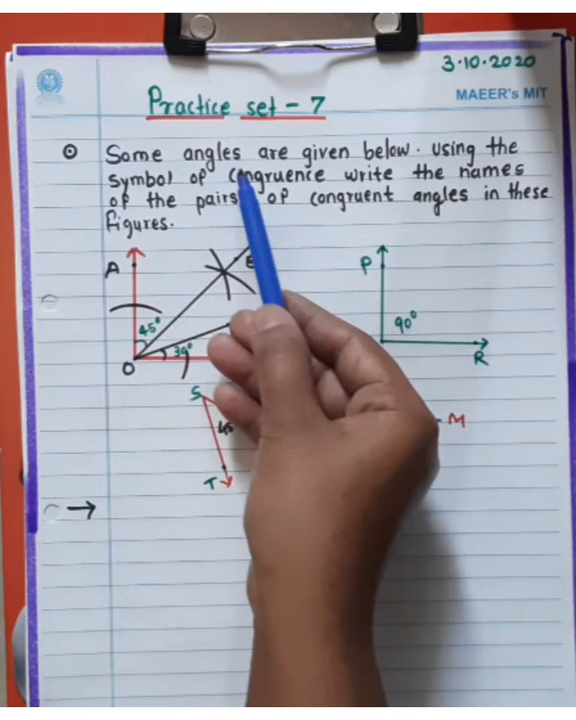 3.10.2020
MAEER's MIT
Practice set - 7
Some angles are given below. Using the
symbol of congruence write the names
of the pairs of congruent angles in these
figures.
A
P
45°
90°
30°
O
R
S
M
T